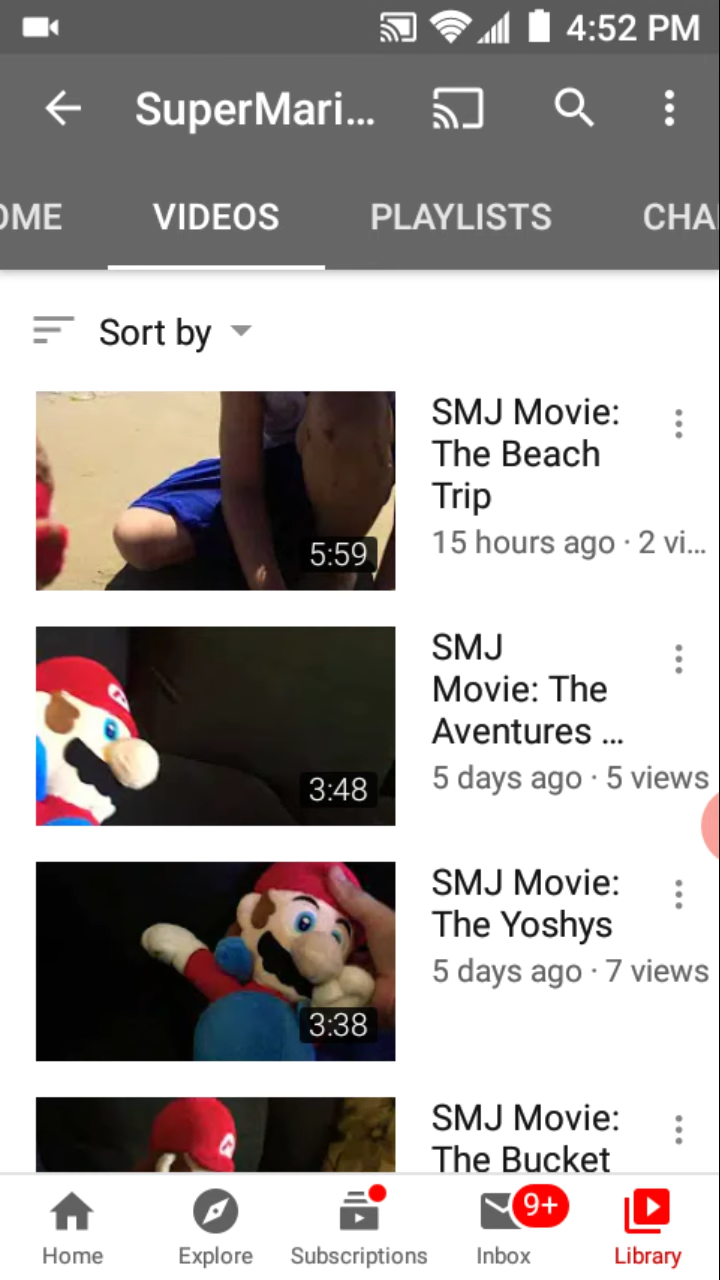 4:52 PM
SuperMari...
OME VIDEOS PLAYLISTS CHA
Sort by
SMJ Movie:
The Beach
Trip
15 hours ago · 2 vi...
5:59
SMJ
Movie: The
Aventures ...
5 days ago · 5 views
3:48
SMJ Movie:
The Yoshys
5 days ago · 7 views
3:38
SMJ Movie:
The Bucket
9+
Home Explore Subscriptions Inbox Library